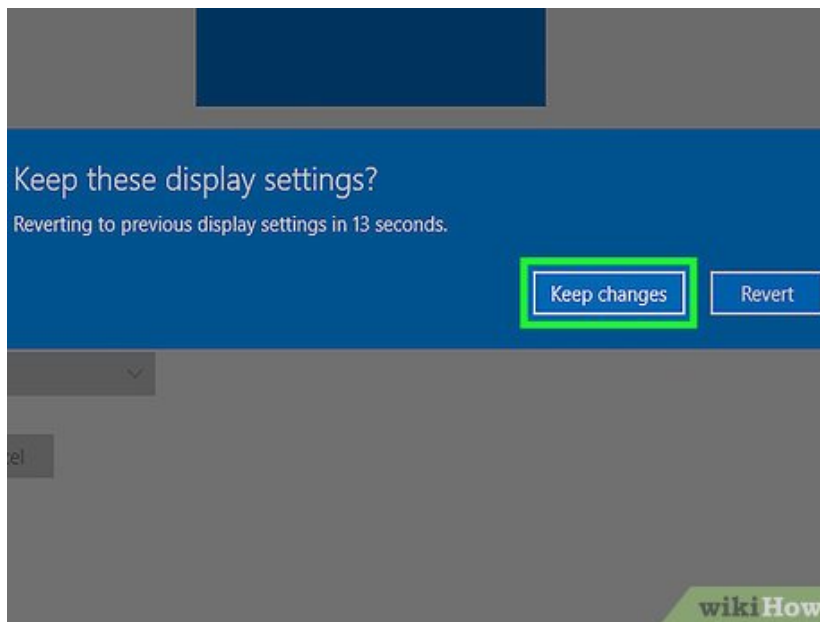 Keep these display settings?
Reverting to previous display settings in 13 seconds.
Keep changes
Revert
wikiHow